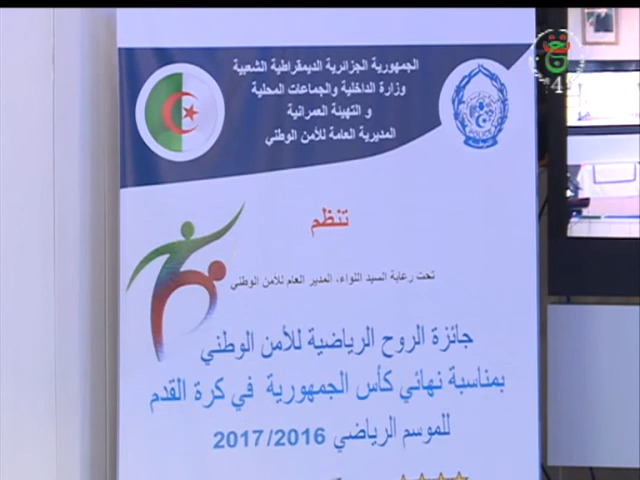 الجمهورية الجزائرية الديمقراطية الشعبية
وزارة الداخلية والجماعات المحلية
و التهيئة العمرانية
المديرية العامة للأمن الوطني
تنظم
تحت رعاية السيد اللواء، المدير العام للأمن الوطني
جائزة الروح الرياضية للأمن الوطني
بمناسبة نهائي كأس الجمهورية في كرة القدم
للموسم الرياضي 2017/2016
4